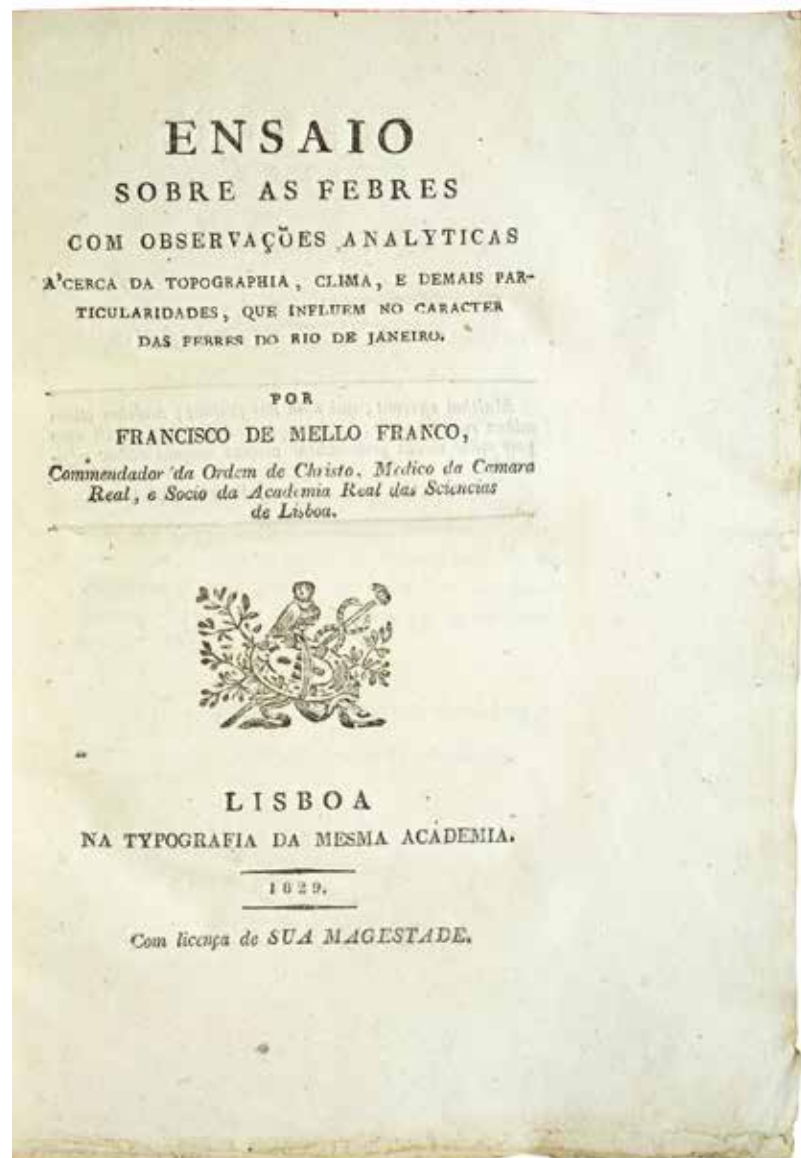 ENSAIO
SOBRE AS FEBRES
COM OBSERVAÇÕES ANALYTICAS
A'CERCA DA TOPOGRAPHIA, CLIMA, E DEMAIS PAR-
TICULARIDADES, QUE INFLUEM NO CARACTER
DAS FEBRES DO RIO DE JANEIRO.
POR
FRANCISCO DE MELLO FRANCO,
Commendador da Ordem de Christo, Medico da Camara
Real, e Socio da Academia Real das Sciencias
de Lisboa.
LISBOA
NA TYPOGRAFIA DA MESMA ACADEMIA.
1829.
Com licença de SUA MAGESTADE.